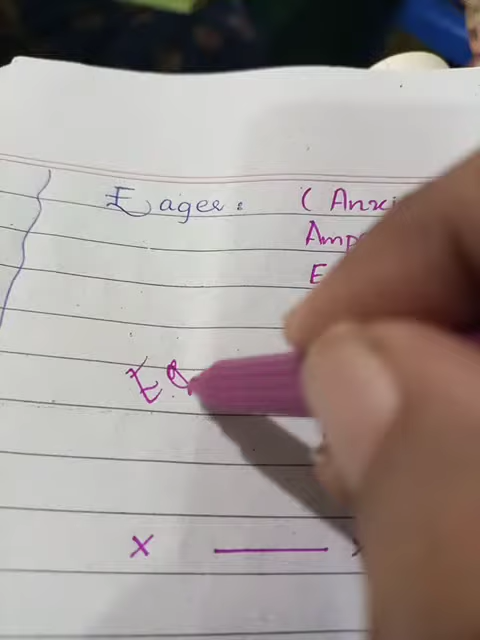 Eager : (Anxi
Amp
E
Ea
x —— x